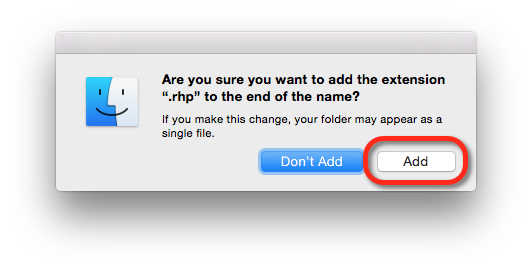 Are you sure you want to add the extension
“.rhp” to the end of the name?
If you make this change, your folder may appear as a
single file.
Don't Add
Add